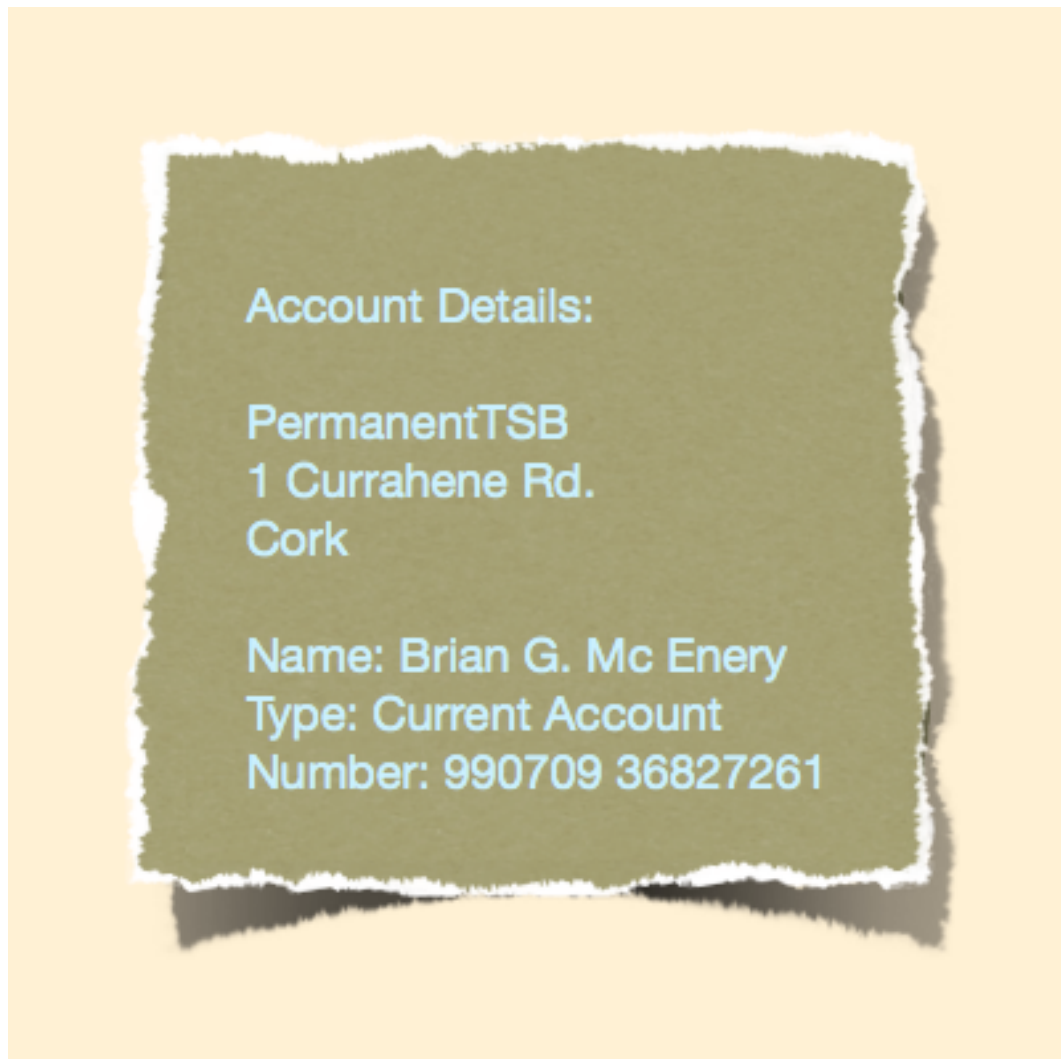 Account Details:
PermanentTSB
1 Currahene Rd.
Cork
Name: Brian G. Mc Enery
Type: Current Account
Number: 990709 36827261